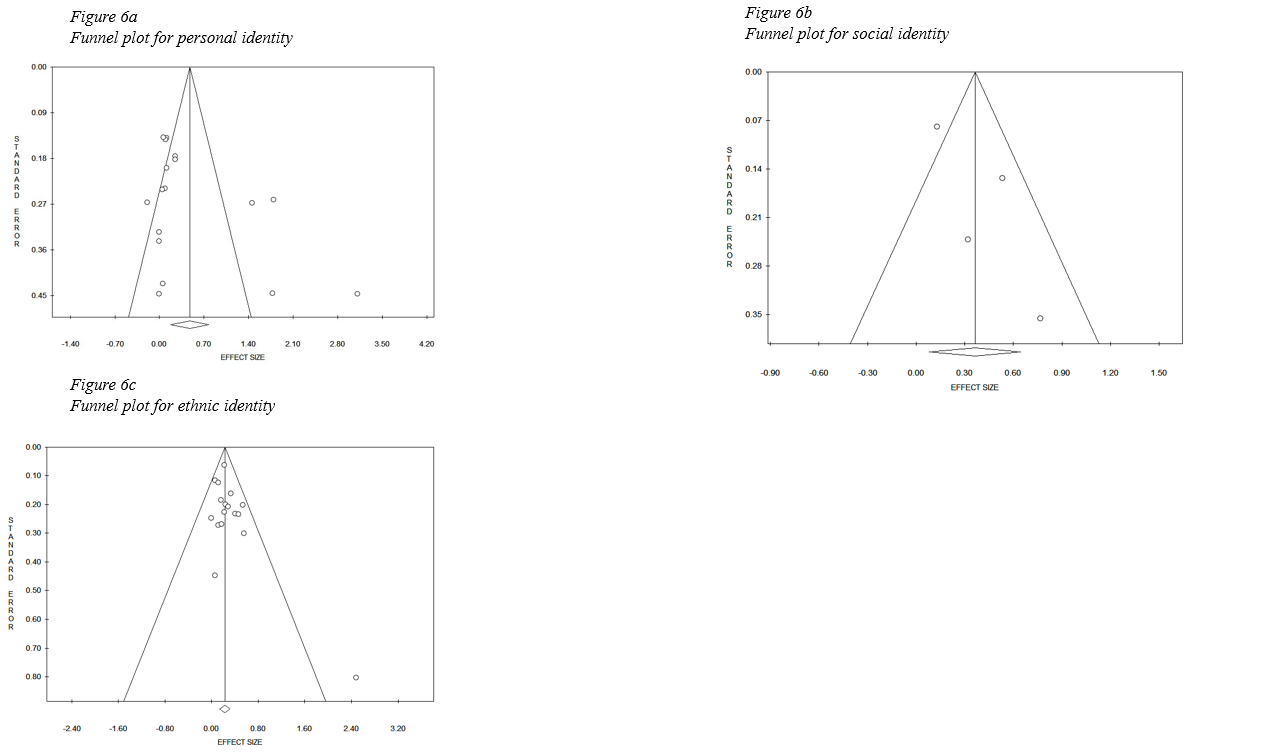 Figure 6a
Funnel plot for personal identity
0.00
0.09
0.18
0.27
0.36
0.45
STANDARD ERROR
-1.40 -0.70 0.00 0.70 1.40 2.10 2.80 3.50 4.20
EFFECT SIZE
Figure 6b
Funnel plot for social identity
0.00
0.07
0.14
0.21
0.28
0.35
STANDARD ERROR
-0.90 -0.60 -0.30 0.00 0.30 0.60 0.90 1.20 1.50
EFFECT SIZE
Figure 6c
Funnel plot for ethnic identity
0.00
0.10
0.20
0.30
0.40
0.50
0.60
0.70
0.80
STANDARD ERROR
-2.40 -1.60 -0.80 0.00 0.80 1.60 2.40 3.20
EFFECT SIZE